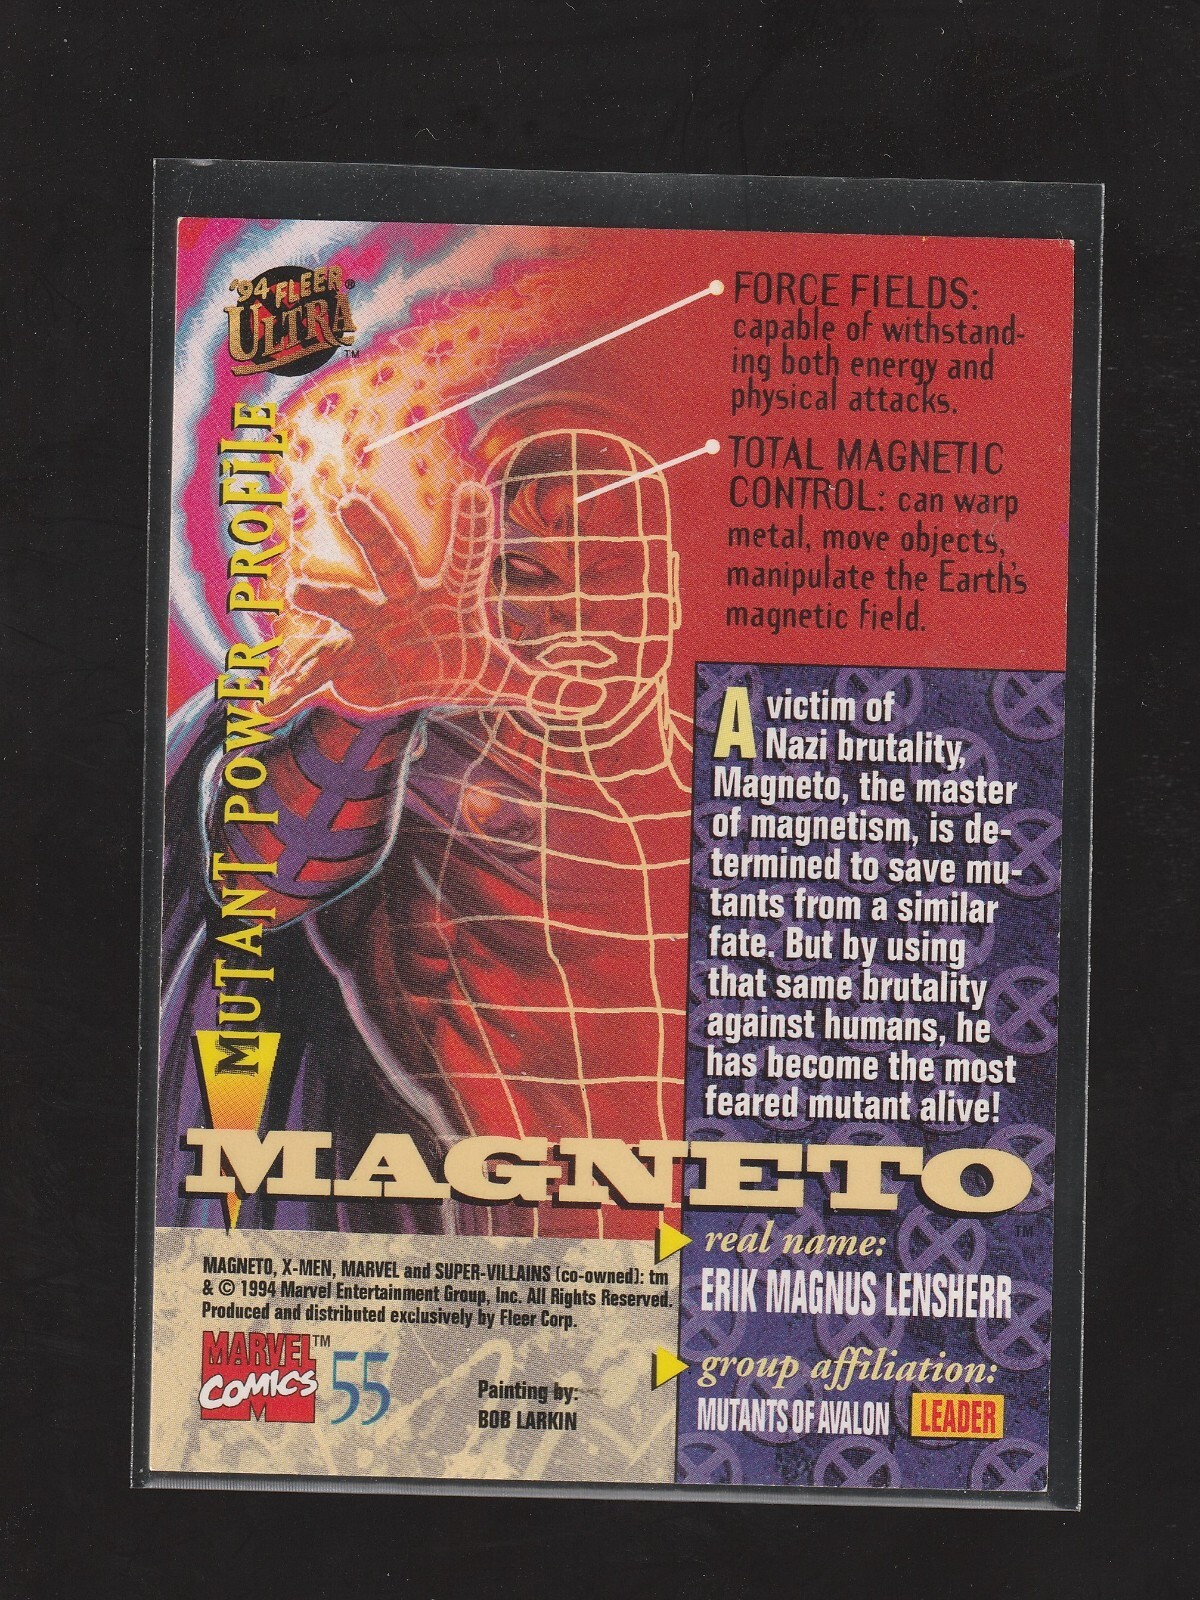 '94 FLEER
ULTRA®
TM
MUTANT POWER PROFILE
FORCE FIELDS:
capable of withstand-
ing both energy and
physical attacks.
TOTAL MAGNETIC
CONTROL: can warp
metal, move objects,
manipulate the Earth's
magnetic field.
A victim of
Nazi brutality,
Magneto, the master
of magnetism, is de-
termined to save mu-
tants from a similar
fate. But by using
that same brutality
against humans, he
has become the most
feared mutant alive!
MAGNETO
TM
real name:
ERIK MAGNUS LENSHERR
group affiliation:
MUTANTS OF AVALON LEADER
MAGNETO, X-MEN, MARVEL and SUPER-VILLAINS (co-owned): tm
& © 1994 Marvel Entertainment Group, Inc. All Rights Reserved.
Produced and distributed exclusively by Fleer Corp.
MARVEL™
COMICS
M
55
Painting by:
BOB LARKIN